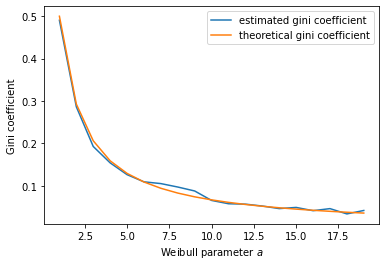 estimated gini coefficient
theoretical gini coefficient
Gini coefficient
0.5
0.4
0.3
0.2
0.1
2.5 5.0 7.5 10.0 12.5 15.0 17.5
Weibull parameter a